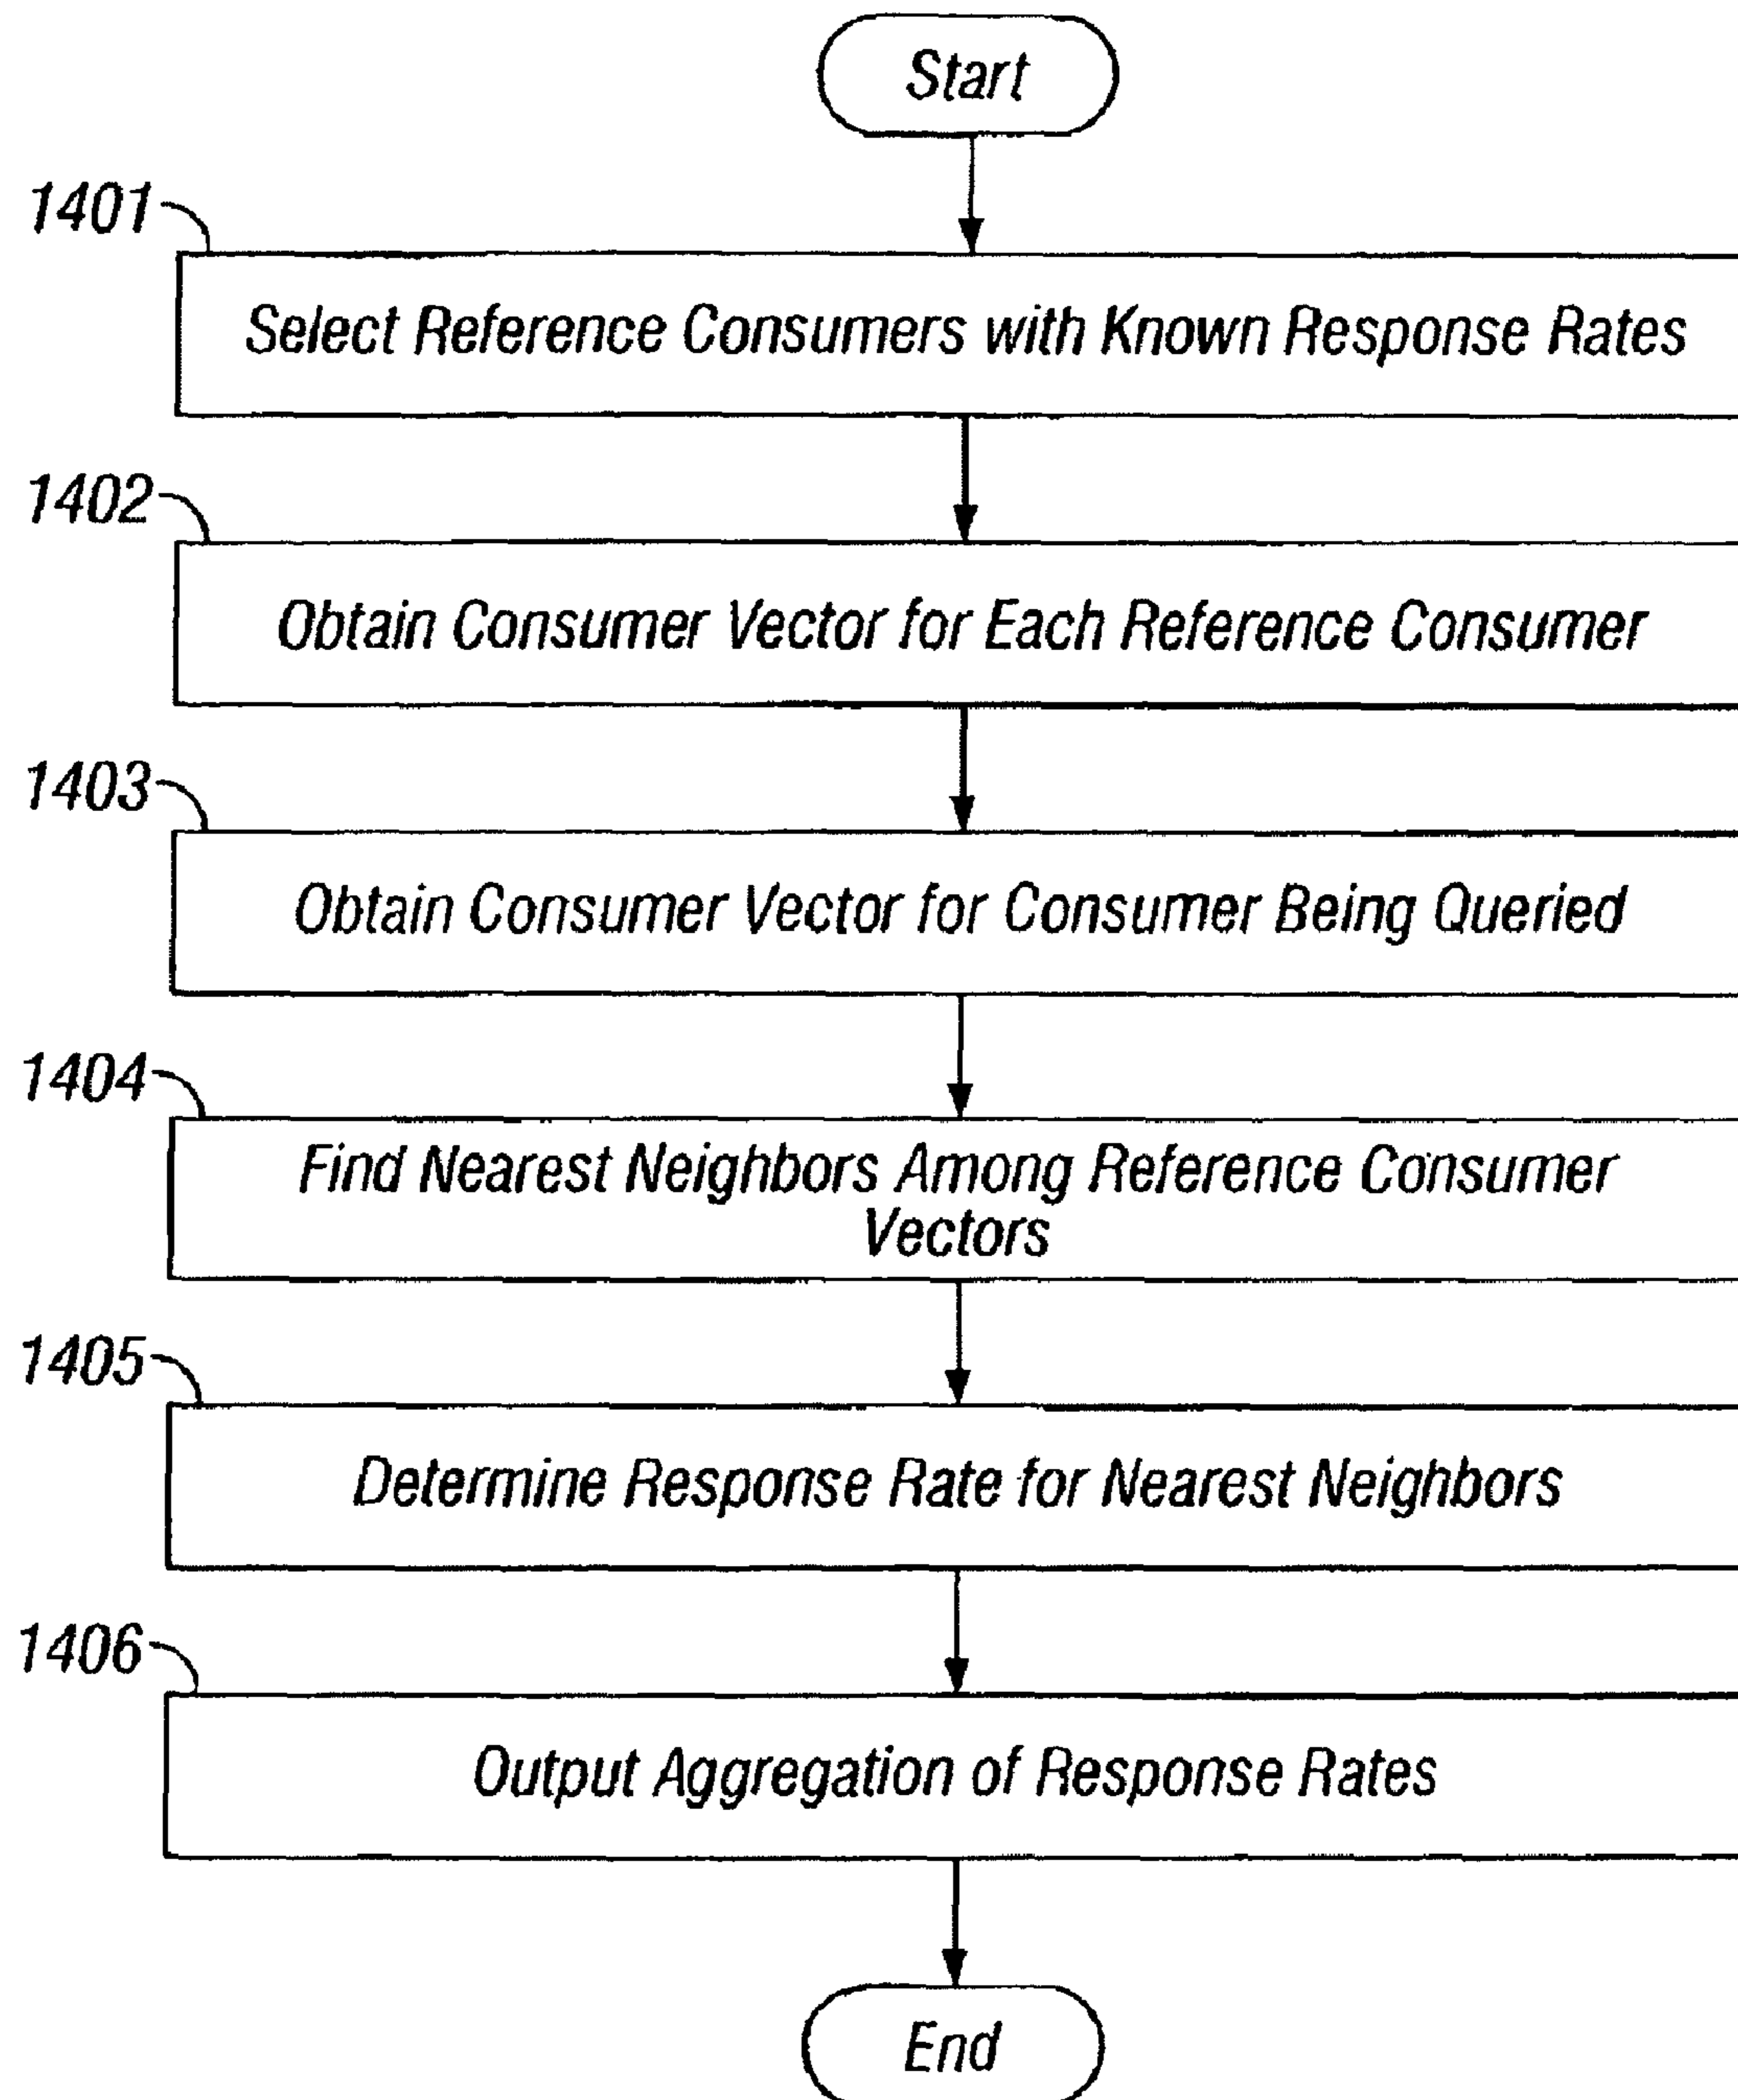 Start
1401
Select Reference Consumers with Known Response Rates
1402
Obtain Consumer Vector for Each Reference Consumer
1403
Obtain Consumer Vector for Consumer Being Queried
1404
Find Nearest Neighbors Among Reference Consumer
Vectors
1405
Determine Response Rate for Nearest Neighbors
1406
Output Aggregation of Response Rates
End